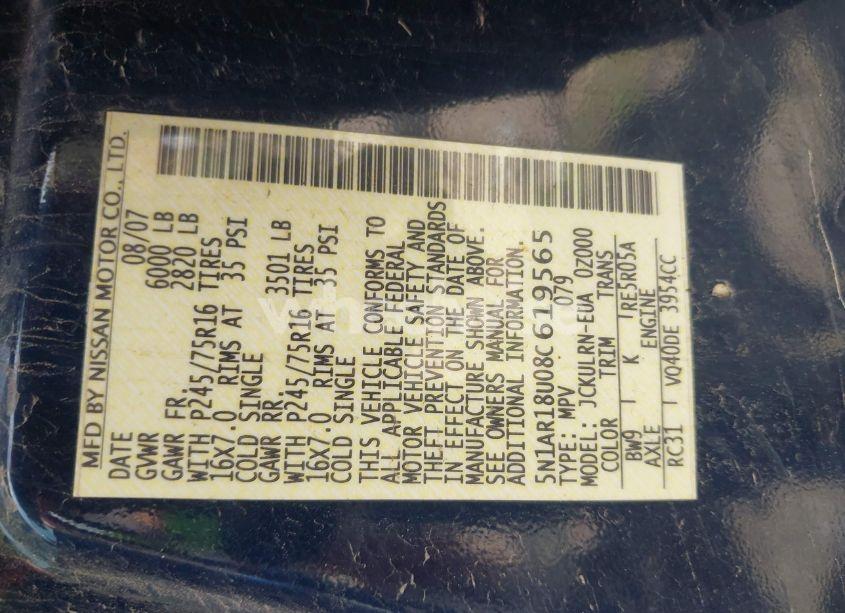 MFD BY NISSAN MOTOR CO., LTD.
DATE 08/07
GVWR 6000 LB
GAWR FR. 2820 LB
WITH P245/75R16 TIRES
16X7.0 RIMS AT 35 PSI
COLD SINGLE
GAWR RR. 3501 LB
WITH P245/75R16 TIRES
16X7.0 RIMS AT 35 PSI
COLD SINGLE
THIS VEHICLE CONFORMS TO
ALL APPLICABLE FEDERAL
MOTOR VEHICLE SAFETY AND
THEFT PREVENTION STANDARDS
IN EFFECT ON THE DATE OF
MANUFACTURE SHOWN ABOVE.
SEE OWNERS MANUAL FOR
ADDITIONAL INFORMATION.
5N1AR18U08C619565
TYPE: MPV 079
MODEL: JCKULRN-EUA 02000
COLOR TRIM TRANS
BW9 K RE5R05A
AXLE ENGINE
RC31 VQ40DE 3954CC